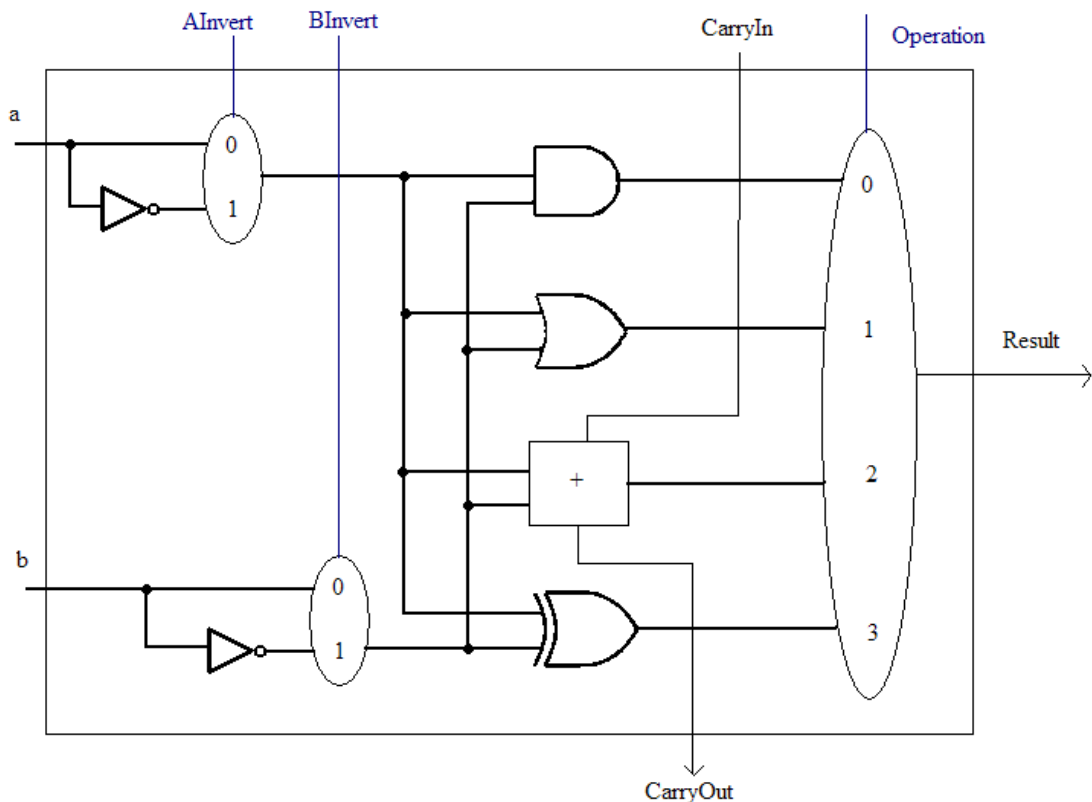 AInvert
BInvert
CarryIn
Operation
a
0
1
0
1
Result
+
2
b
0
1
3
CarryOut